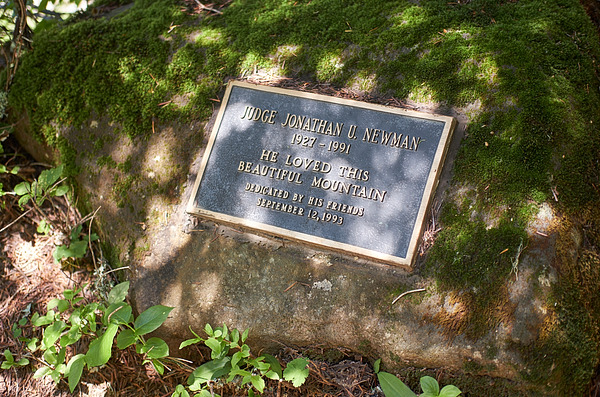 JUDGE JONATHAN U. NEWMAN
1927 - 1991
HE LOVED THIS
BEAUTIFUL MOUNTAIN
DEDICATED BY HIS FRIENDS
SEPTEMBER 12, 1993